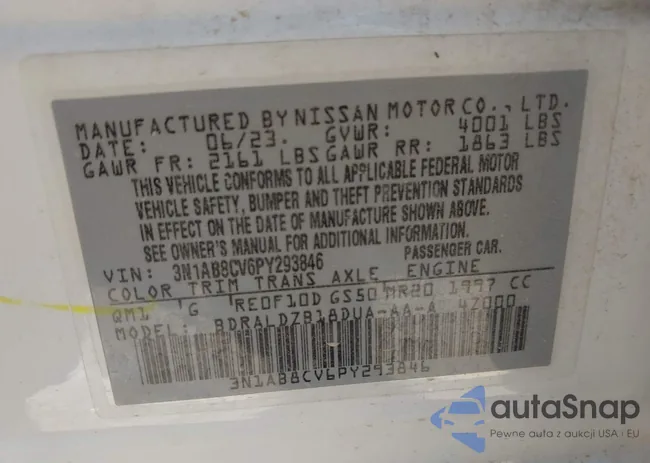 MANUFACTURED BY NISSAN MOTOR CO., LTD.
DATE: 06/23. GVWR: 4001 LBS
GAWR FR: 2161 LBS GAWR RR: 1863 LBS
THIS VEHICLE CONFORMS TO ALL APPLICABLE FEDERAL MOTOR
VEHICLE SAFETY, BUMPER AND THEFT PREVENTION STANDARDS
IN EFFECT ON THE DATE OF MANUFACTURE SHOWN ABOVE.
SEE OWNER'S MANUAL FOR ADDITIONAL INFORMATION
VIN: 3N1AB8CV6PY293846 PASSENGER CAR.
COLOR TRIM TRANS AXLE ENGINE
QM1 G RE0F10D GS50 MR20 1997 CC
MODEL: BDRALDZB18DUA-AA-A 42000
3N1AB8CV6PY293846
autaSnap
Pewne auta z aukcji USA i EU